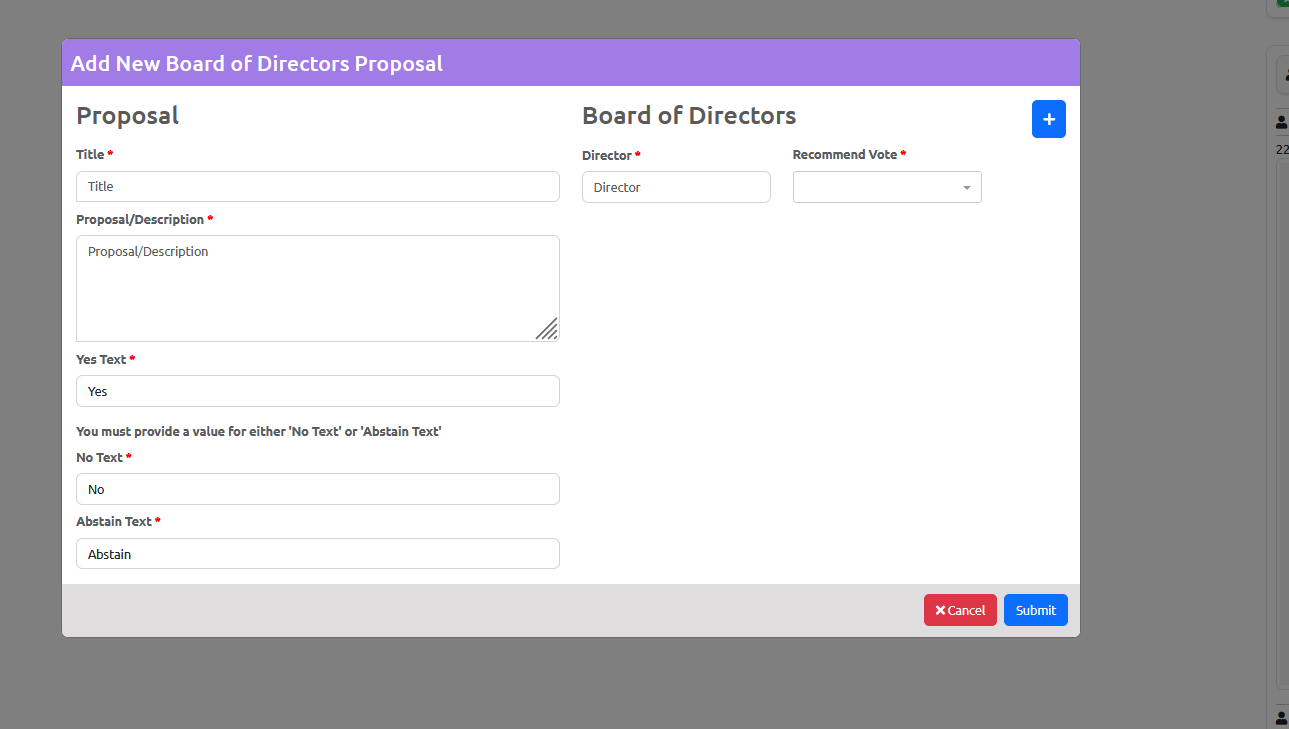 Add New Board of Directors Proposal
Proposal
Title *
Title
Proposal/Description *
Proposal/Description
Yes Text *
Yes
You must provide a value for either 'No Text' or 'Abstain Text'
No Text *
No
Abstain Text *
Abstain
Board of Directors
+
Director *
Director
Recommend Vote *
Cancel
Submit
22